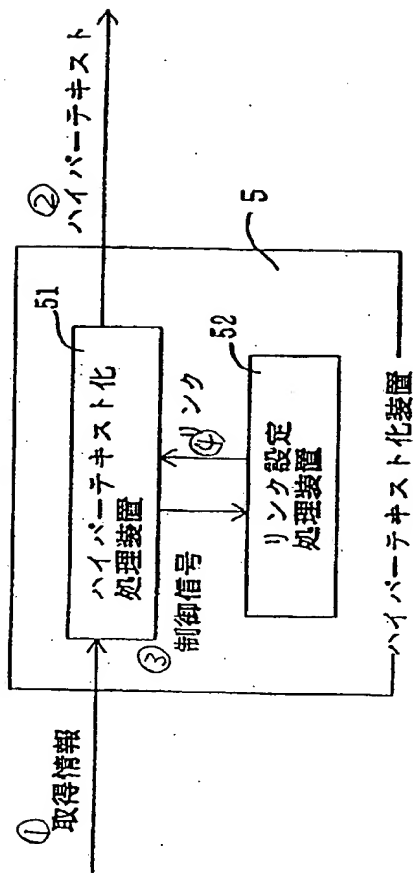 ①
取得情報
②
ハイパーテキスト
51
ハイパーテキスト化
処理装置
③
制御信号
④
リンク
52
リンク設定
処理装置
5
ハイパーテキスト化装置